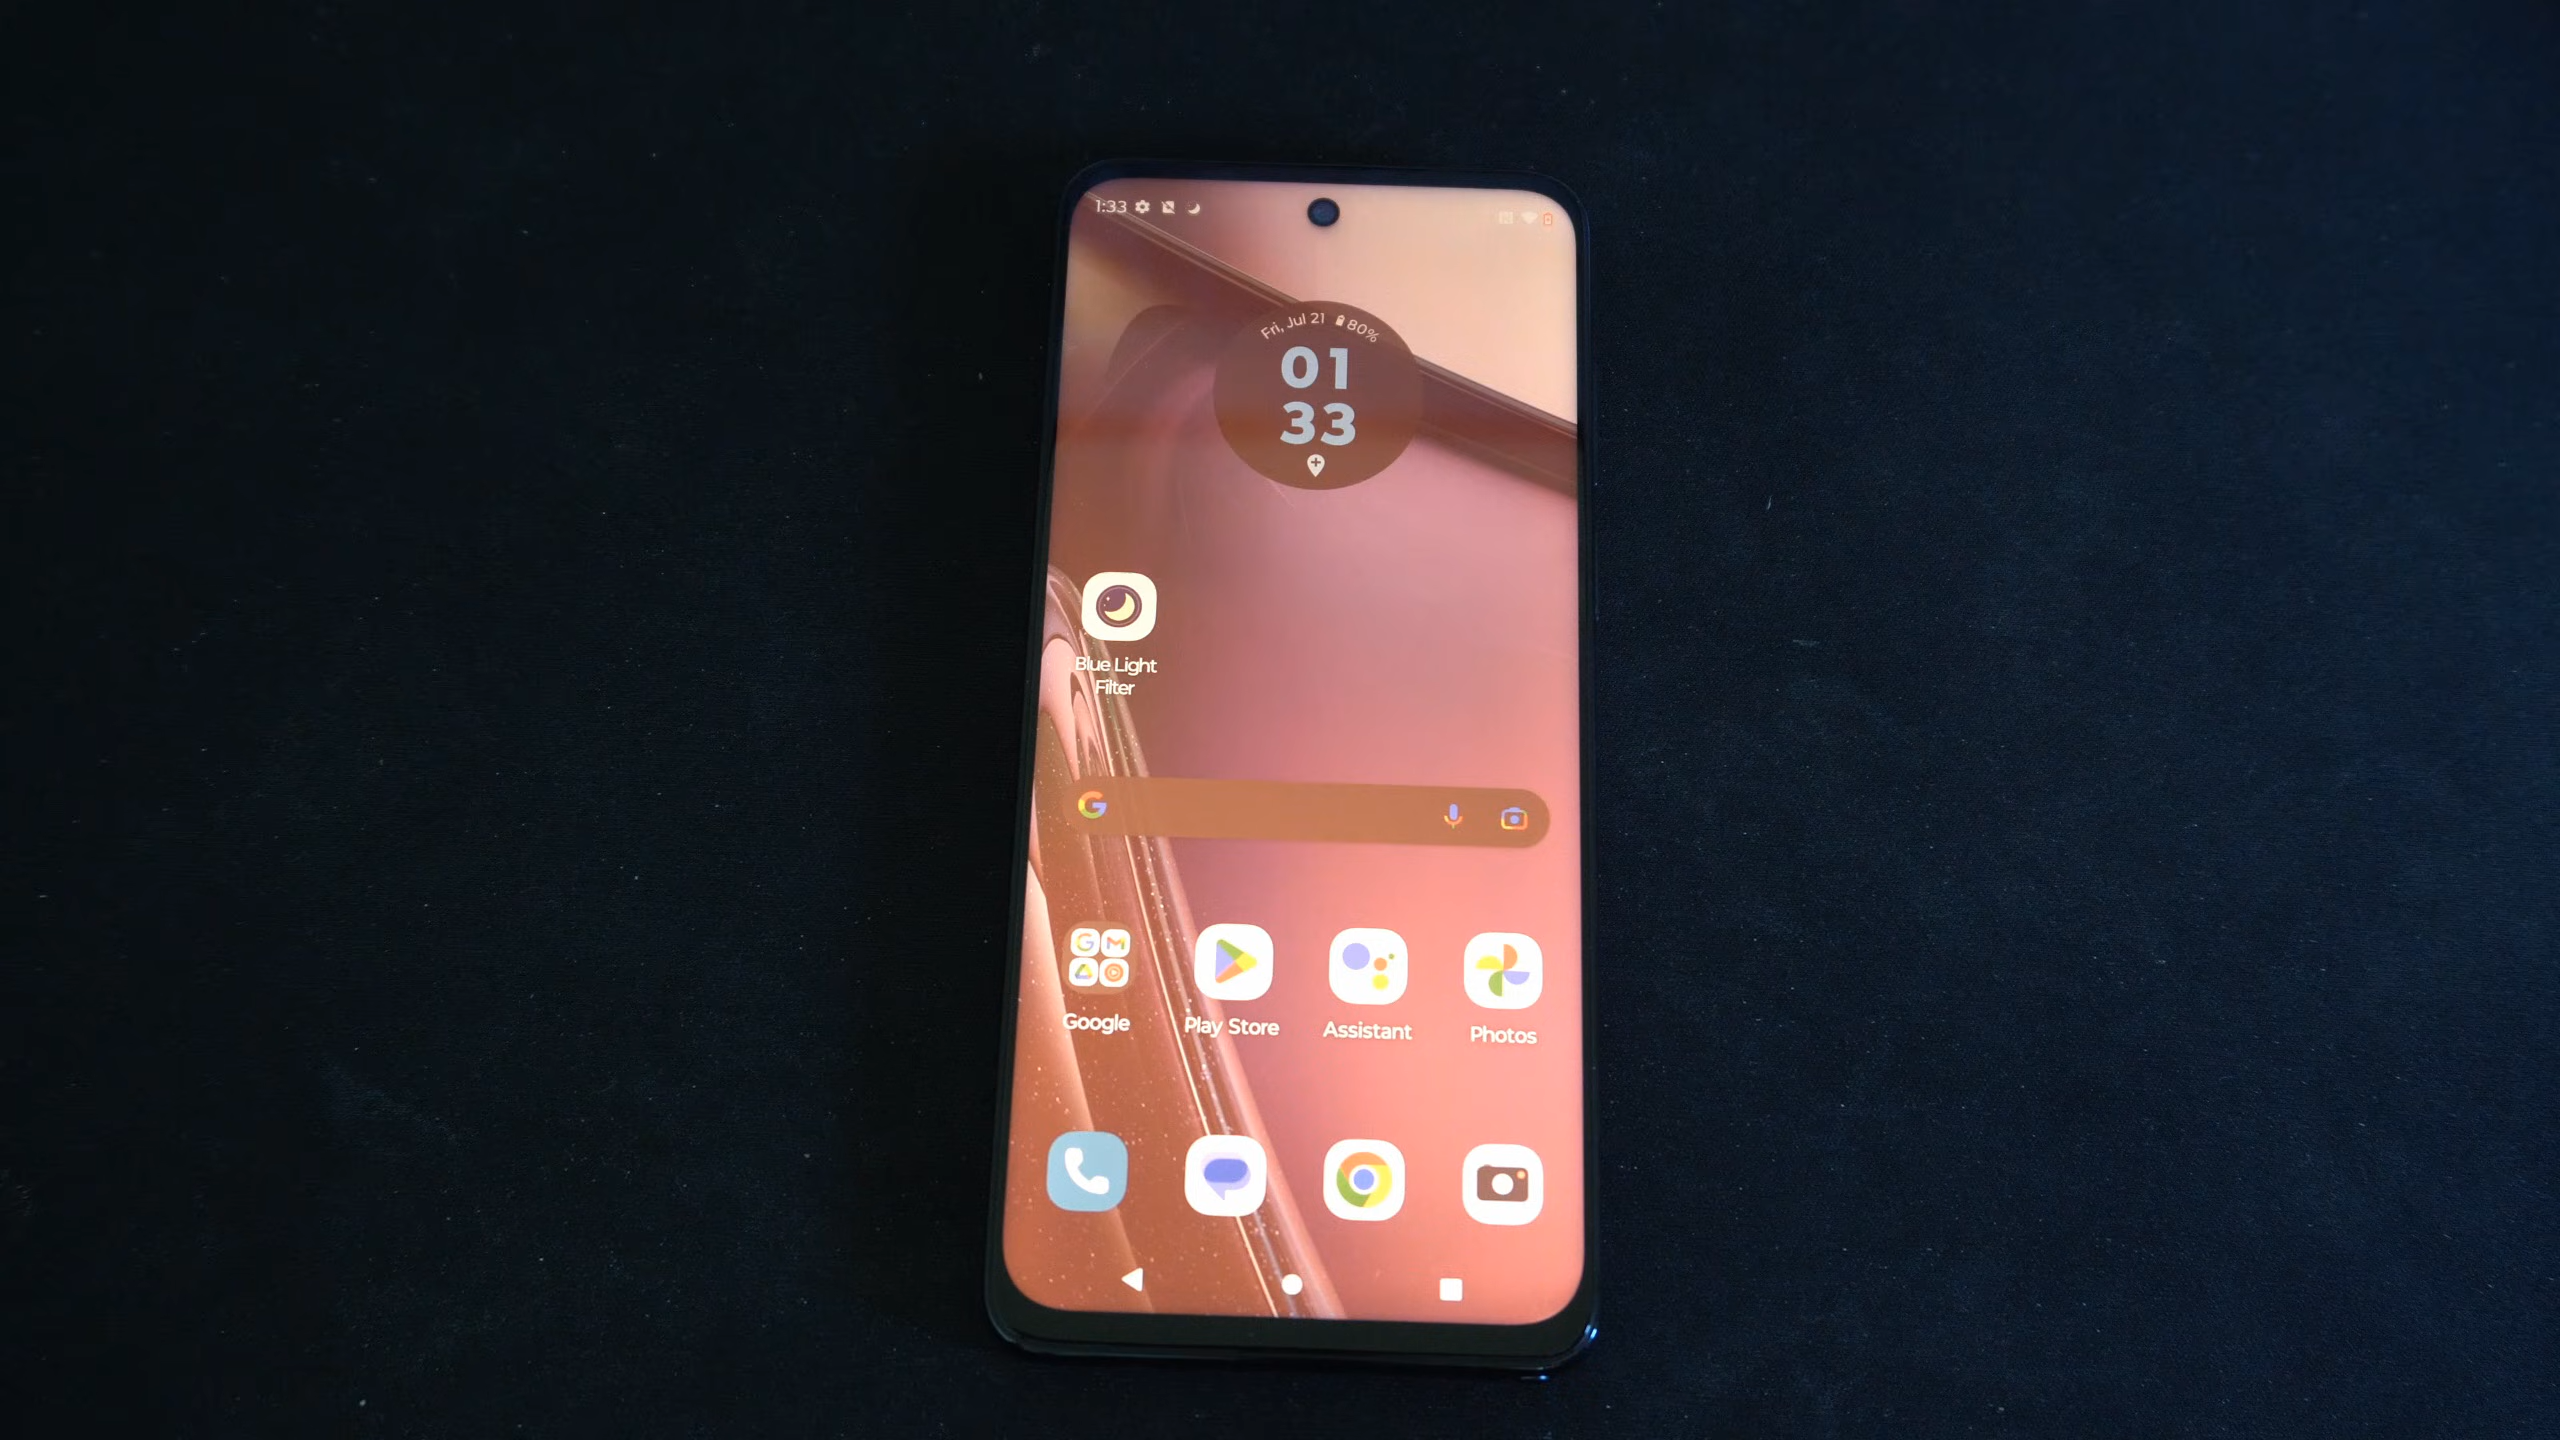 1:33
Fri, Jul 21 80%
01
33
Blue Light
Filter
Google
Play Store
Assistant
Photos